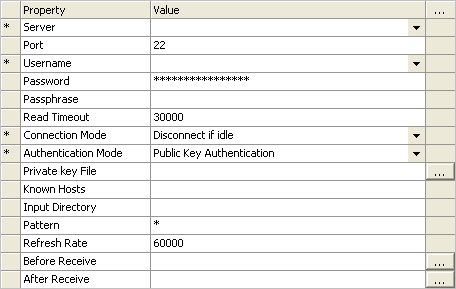 Property Value ...
* Server
Port 22
* Username
Password ****************
Passphrase
Read Timeout 30000
* Connection Mode Disconnect if idle
* Authentication Mode Public Key Authentication
Private key File ...
Known Hosts
Input Directory
Pattern *
Refresh Rate 60000
Before Receive ...
After Receive ...